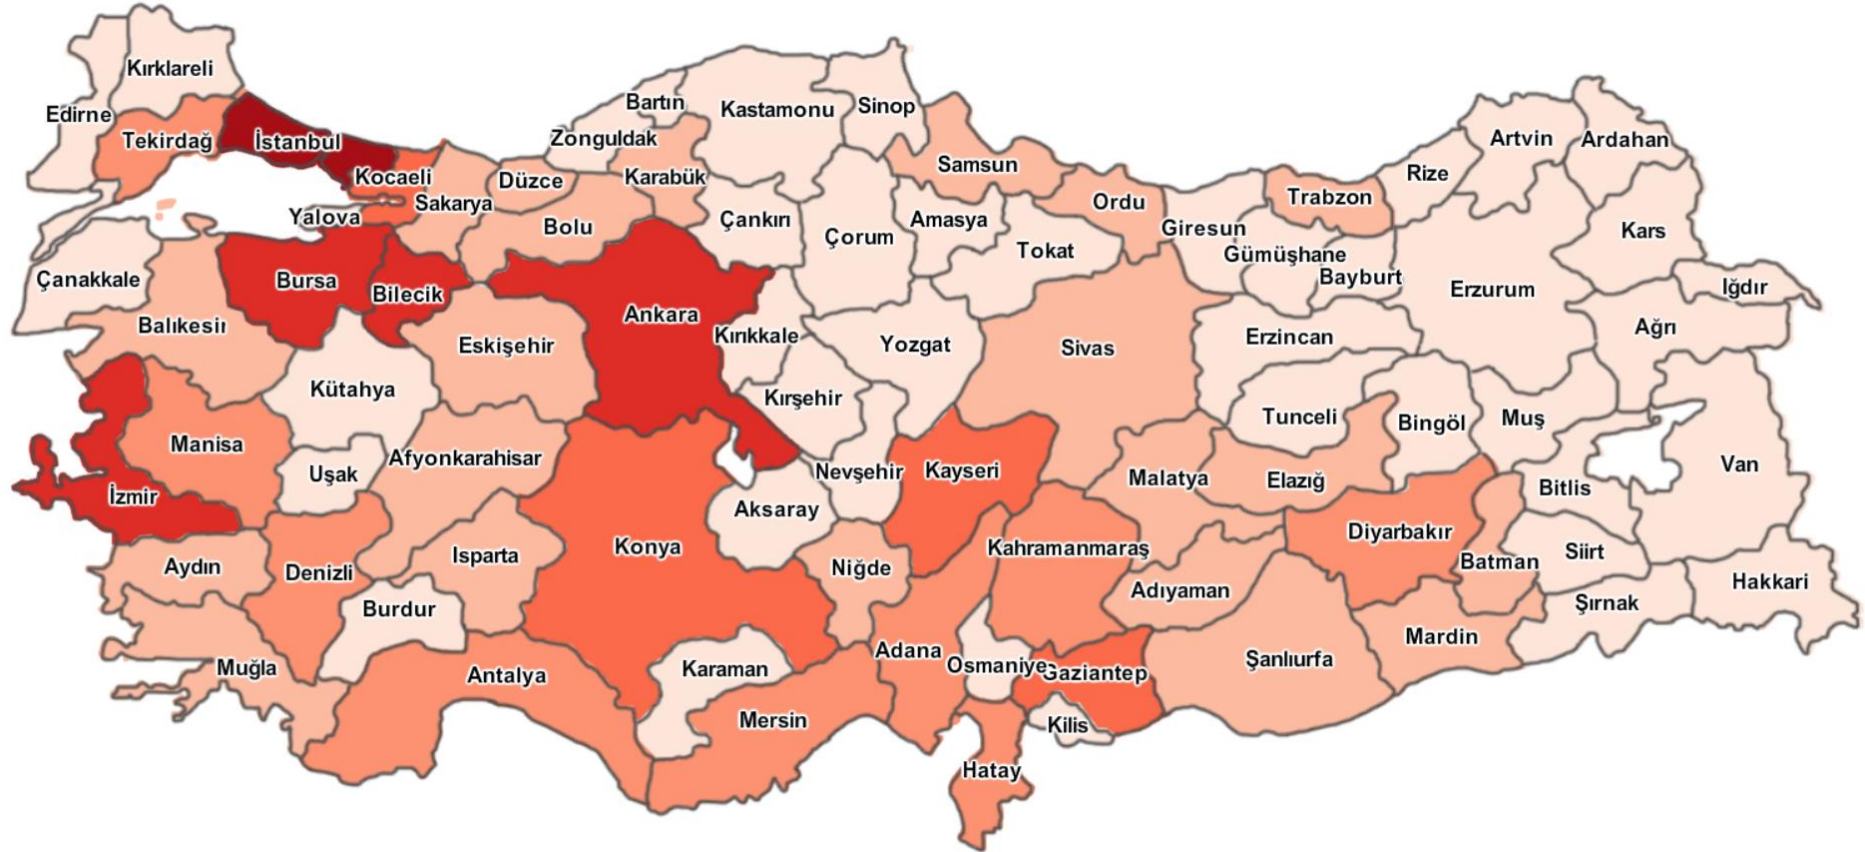 Kırklareli
Edirne
Tekirdağ
İstanbul
Kocaeli
Yalova
Sakarya
Düzce
Bolu
Zonguldak
Bartın
Karabük
Kastamonu
Sinop
Çankırı
Çorum
Samsun
Amasya
Tokat
Ordu
Giresun
Trabzon
Gümüşhane
Bayburt
Rize
Artvin
Ardahan
Kars
Iğdır
Ağrı
Erzurum
Erzincan
Çanakkale
Balıkesir
Bursa
Bilecik
Eskişehir
Ankara
Kırıkkale
Yozgat
Sivas
Kütahya
Kırşehir
Tunceli
Bingöl
Muş
Manisa
İzmir
Uşak
Afyonkarahisar
Nevşehir
Kayseri
Malatya
Elazığ
Bitlis
Van
Aksaray
Konya
Niğde
Kahramanmaraş
Diyarbakır
Batman
Siirt
Hakkari
Şırnak
Aydın
Denizli
Isparta
Burdur
Adıyaman
Mardin
Muğla
Antalya
Karaman
Mersin
Adana
Osmaniye
Gaziantep
Şanlıurfa
Kilis
Hatay